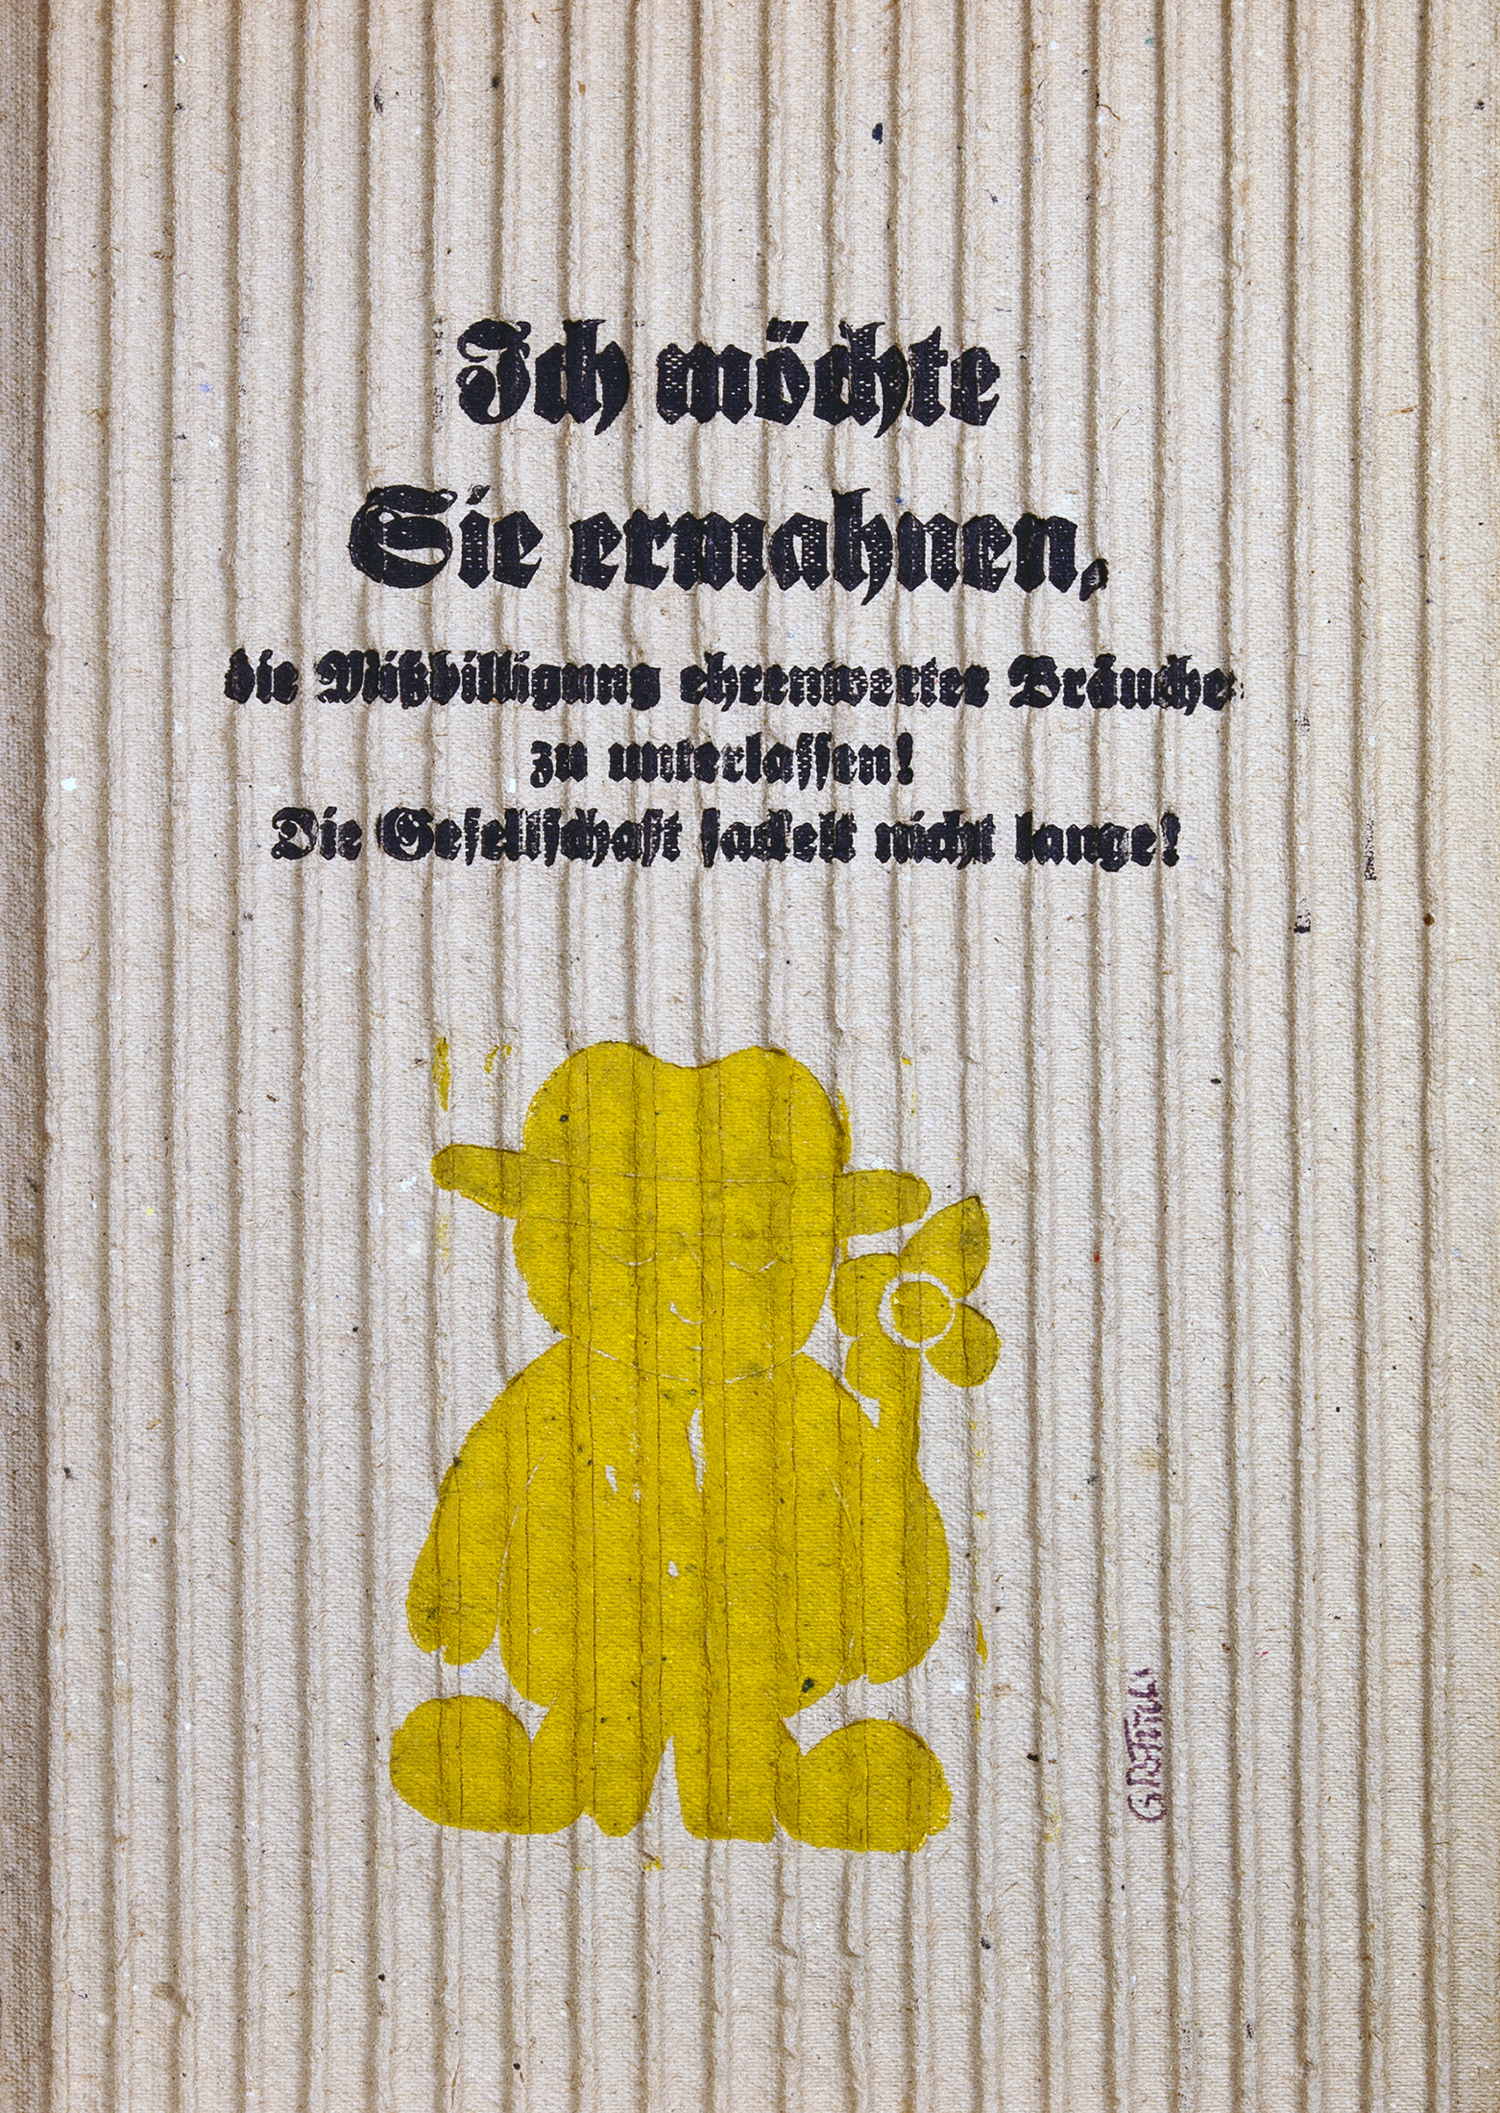 Ich möchte
Sie ermahnen,
die Mißbilligung ehrenwerter Bräuche
zu unterlassen!
Die Gesellschaft fackelt nicht lange!